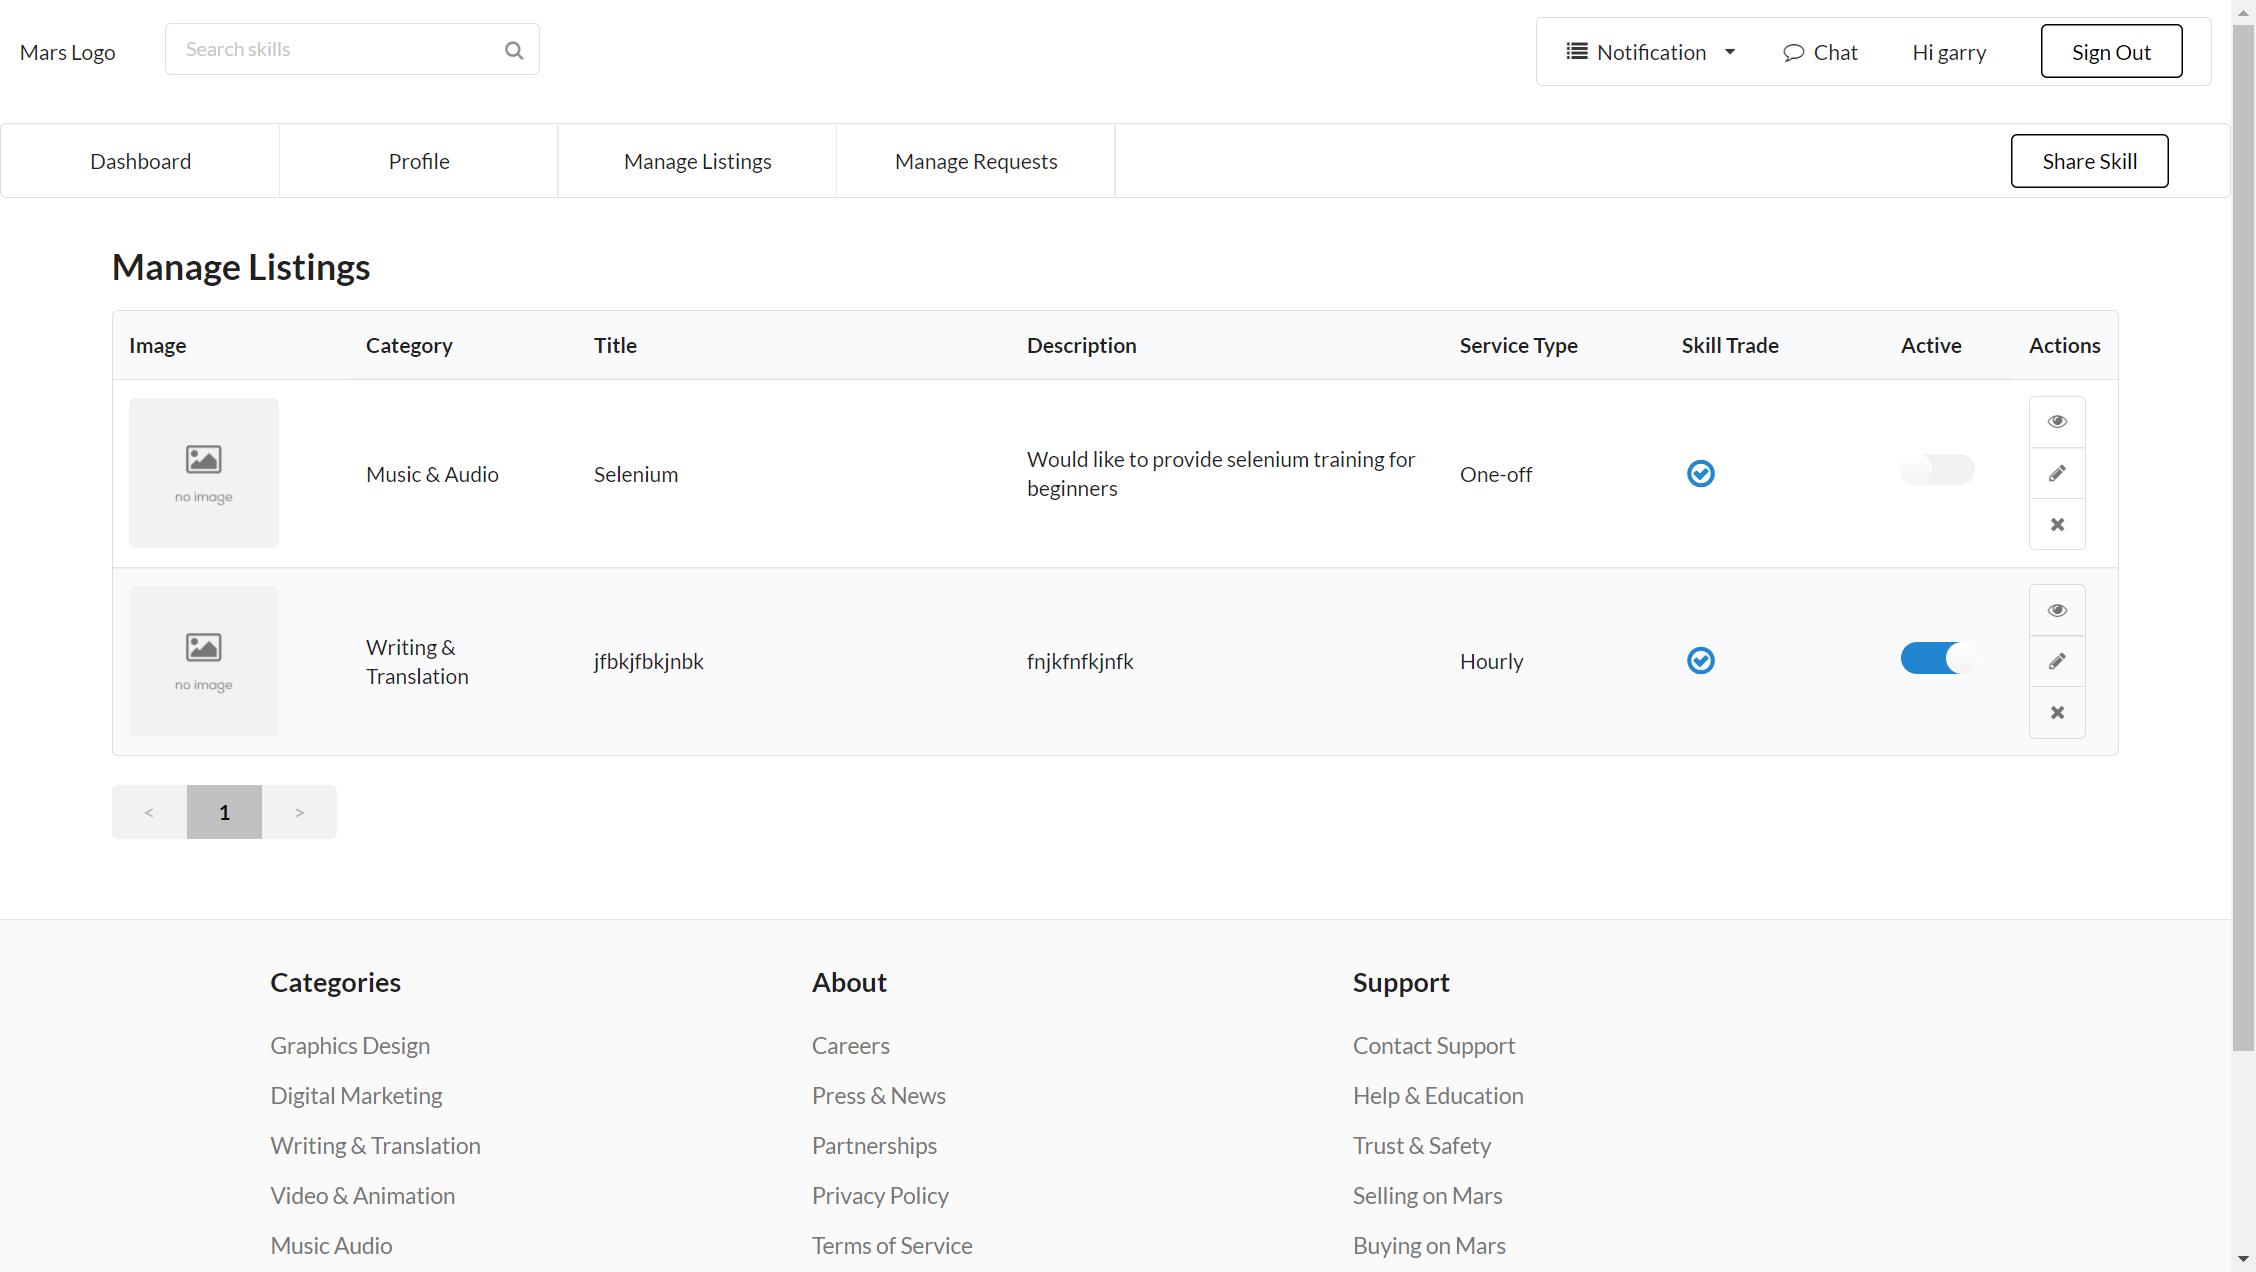 Mars Logo
Search skills
Notification
Chat
Hi garry
Sign Out
Dashboard
Profile
Manage Listings
Manage Requests
Share Skill
Manage Listings
Image Category Title Description Service Type Skill Trade Active Actions
no image
Music & Audio
Selenium
Would like to provide selenium training for
beginners
One-off
no image
Writing &
Translation
jfbkjfbkjnbk
fnjkfnfkjnfk
Hourly
< 1 >
Categories
Graphics Design
Digital Marketing
Writing & Translation
Video & Animation
Music Audio
About
Careers
Press & News
Partnerships
Privacy Policy
Terms of Service
Support
Contact Support
Help & Education
Trust & Safety
Selling on Mars
Buying on Mars